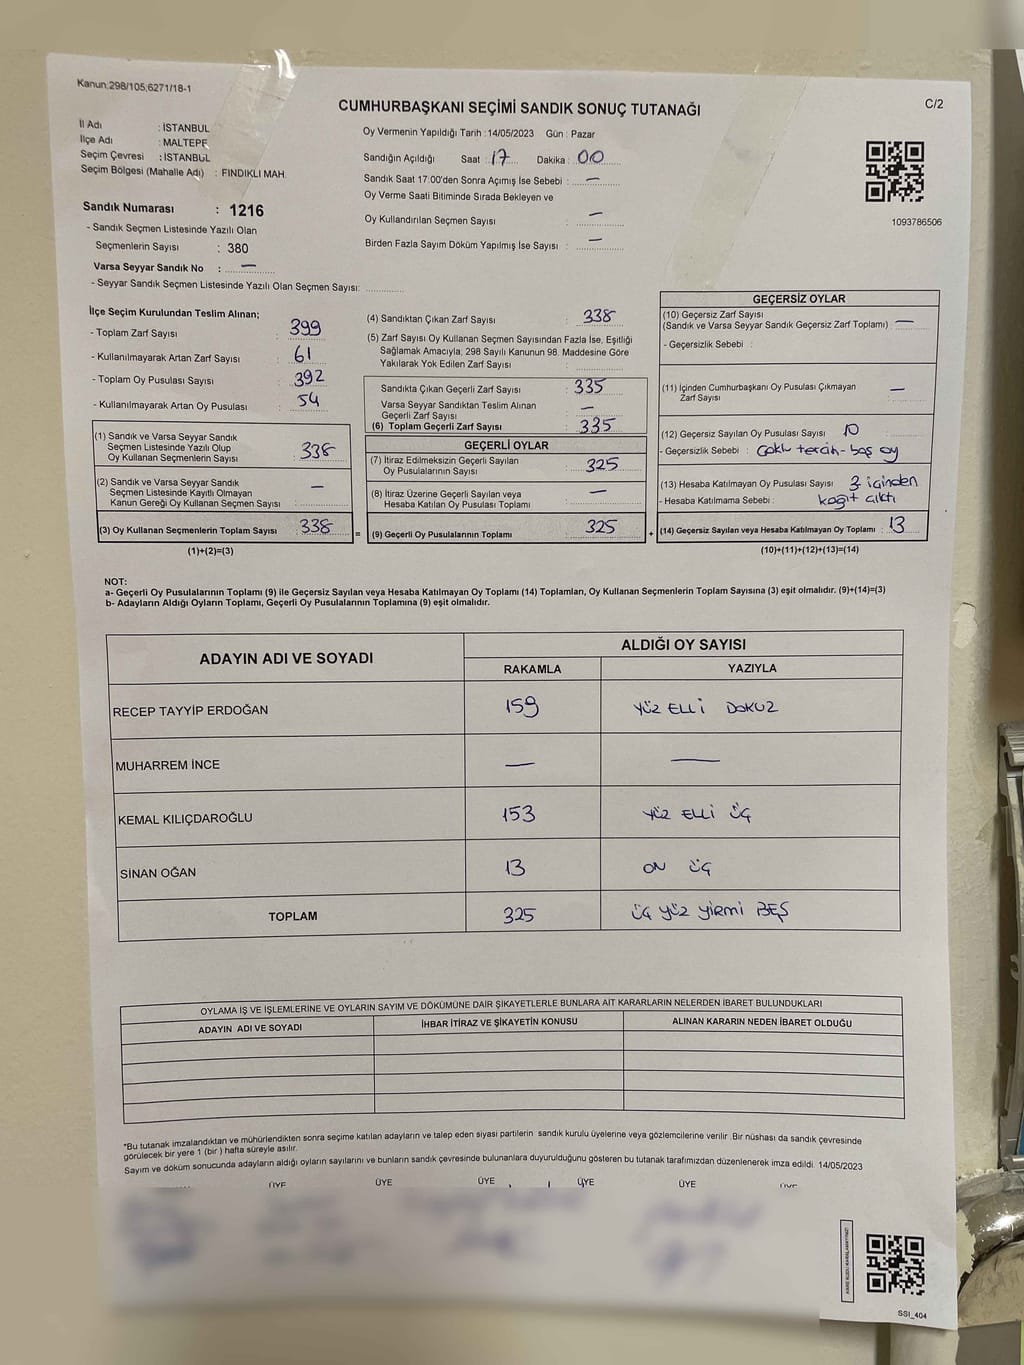 Kanun;298/105;6271/18-1
CUMHURBAŞKANI SEÇİMİ SANDIK SONUÇ TUTANAĞI
C/2
İl Adı : İSTANBUL
İlçe Adı : MALTEPE
Seçim Çevresi : İSTANBUL
Seçim Bölgesi (Mahalle Adı) : FINDIKLI MAH.
Sandık Numarası : 1216
- Sandık Seçmen Listesinde Yazılı Olan
Seçmenlerin Sayısı : 380
Varsa Seyyar Sandık No : —
- Seyyar Sandık Seçmen Listesinde Yazılı Olan Seçmen Sayısı:
Oy Vermenin Yapıldığı Tarih :14/05/2023 Gün : Pazar
Sandığın Açıldığı Saat : 17 Dakika : 00
Sandık Saat 17:00'den Sonra Açımış İse Sebebi : —
Oy Verme Saati Bitiminde Sırada Bekleyen ve
Oy Kullandırılan Seçmen Sayısı : —
Birden Fazla Sayım Döküm Yapılmış İse Sayısı : —
1093786506
İlçe Seçim Kurulundan Teslim Alınan;
- Toplam Zarf Sayısı : 399
- Kullanılmayarak Artan Zarf Sayısı : 61
- Toplam Oy Pusulası Sayısı : 392
- Kullanılmayarak Artan Oy Pusulası : 54
(1) Sandık ve Varsa Seyyar Sandık
Seçmen Listesinde Yazılı Olup
Oy Kullanan Seçmenlerin Sayısı : 338
(2) Sandık ve Varsa Seyyar Sandık
Seçmen Listesinde Kayıtlı Olmayan
Kanun Gereği Oy Kullanan Seçmen Sayısı : —
(3) Oy Kullanan Seçmenlerin Toplam Sayısı : 338 =
(1)+(2)=(3)
(4) Sandıktan Çıkan Zarf Sayısı : 338
(5) Zarf Sayısı Oy Kullanan Seçmen Sayısından Fazla İse, Eşitliği
Sağlamak Amacıyla, 298 Sayılı Kanunun 98. Maddesine Göre
Yakılarak Yok Edilen Zarf Sayısı :
Sandıkta Çıkan Geçerli Zarf Sayısı : 335
Varsa Seyyar Sandıktan Teslim Alınan
Geçerli Zarf Sayısı : —
(6) Toplam Geçerli Zarf Sayısı : 335
GEÇERLİ OYLAR
(7) İtiraz Edilmeksizin Geçerli Sayılan
Oy Pusulalarının Sayısı : 325
(8) İtiraz Üzerine Geçerli Sayılan veya
Hesaba Katılan Oy Pusulası Toplamı : —
(9) Geçerli Oy Pusulalarının Toplamı : 325 +
GEÇERSİZ OYLAR
(10) Geçersiz Zarf Sayısı
(Sandık ve Varsa Seyyar Sandık Geçersiz Zarf Toplamı) : —
- Geçersizlik Sebebi :
(11) İçinden Cumhurbaşkanı Oy Pusulası Çıkmayan
Zarf Sayısı : —
(12) Geçersiz Sayılan Oy Pusulası Sayısı : 10
- Geçersizlik Sebebi : Çoklu tercih-boş oy
(13) Hesaba Katılmayan Oy Pusulası Sayısı : 3 içinden
- Hesaba Katılmama Sebebi : kağıt çıktı
(14) Geçersiz Sayılan veya Hesaba Katılmayan Oy Toplamı : 13
(10)+(11)+(12)+(13)=(14)
NOT:
a- Geçerli Oy Pusulalarının Toplamı (9) ile Geçersiz Sayılan veya Hesaba Katılmayan Oy Toplamı (14) Toplamları, Oy Kullanan Seçmenlerin Toplam Sayısına (3) eşit olmalıdır. (9)+(14)=(3)
b- Adayların Aldığı Oyların Toplamı, Geçerli Oy Pusulalarının Toplamına (9) eşit olmalıdır.
ADAYIN ADI VE SOYADI
ALDIĞI OY SAYISI
RAKAMLA YAZIYLA
RECEP TAYYİP ERDOĞAN 159 YÜZ ELLİ DOKUZ
MUHARREM İNCE — —
KEMAL KILIÇDAROĞLU 153 YÜZ ELLİ ÜÇ
SİNAN OĞAN 13 ON ÜÇ
TOPLAM 325 ÜÇ YÜZ YİRMİ BEŞ
OYLAMA İŞ VE İŞLEMLERİNE VE OYLARIN SAYIM VE DÖKÜMÜNE DAİR ŞİKAYETLERLE BUNLARA AİT KARARLARIN NELERDEN İBARET BULUNDUKLARI
ADAYIN ADI VE SOYADI İHBAR İTİRAZ VE ŞİKAYETİN KONUSU ALINAN KARARIN NEDEN İBARET OLDUĞU
*Bu tutanak imzalandıktan ve mühürlendikten sonra seçime katılan adayların ve talep eden siyasi partilerin sandık kurulu üyelerine veya gözlemcilerine verilir .Bir nüshası da sandık çevresinde
görülecek bir yere 1 (bir ) hafta süreyle asılır.
Sayım ve döküm sonucunda adayların aldığı oyların sayılarını ve bunların sandık çevresinde bulunanlara duyurulduğunu gösteren bu tutanak tarafımızdan düzenlenerek imza edildi. 14/05/2023
ÜYE ÜYE ÜYE ÜYE ÜYE ÜYE
SSI_404